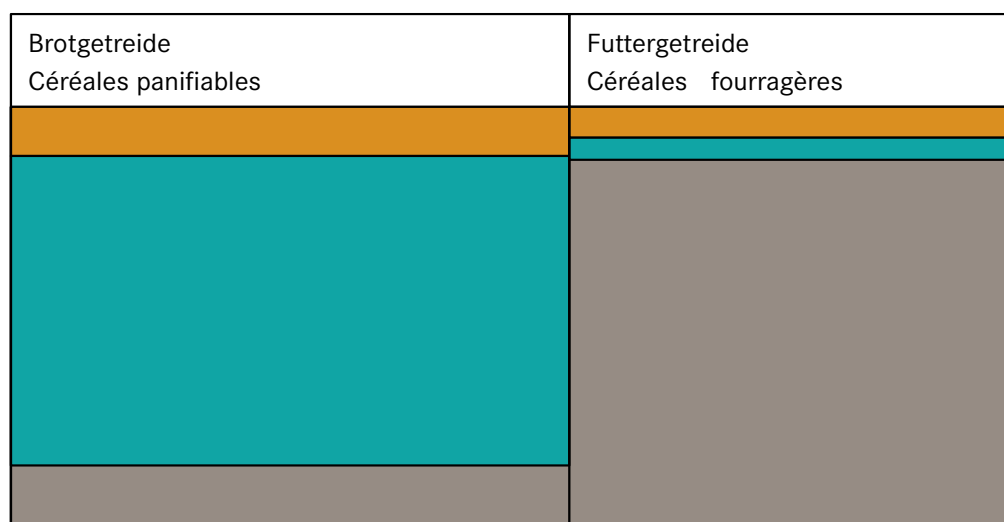 Brotgetreide
Céréales panifiables
Futtergetreide
Céréales fourragères